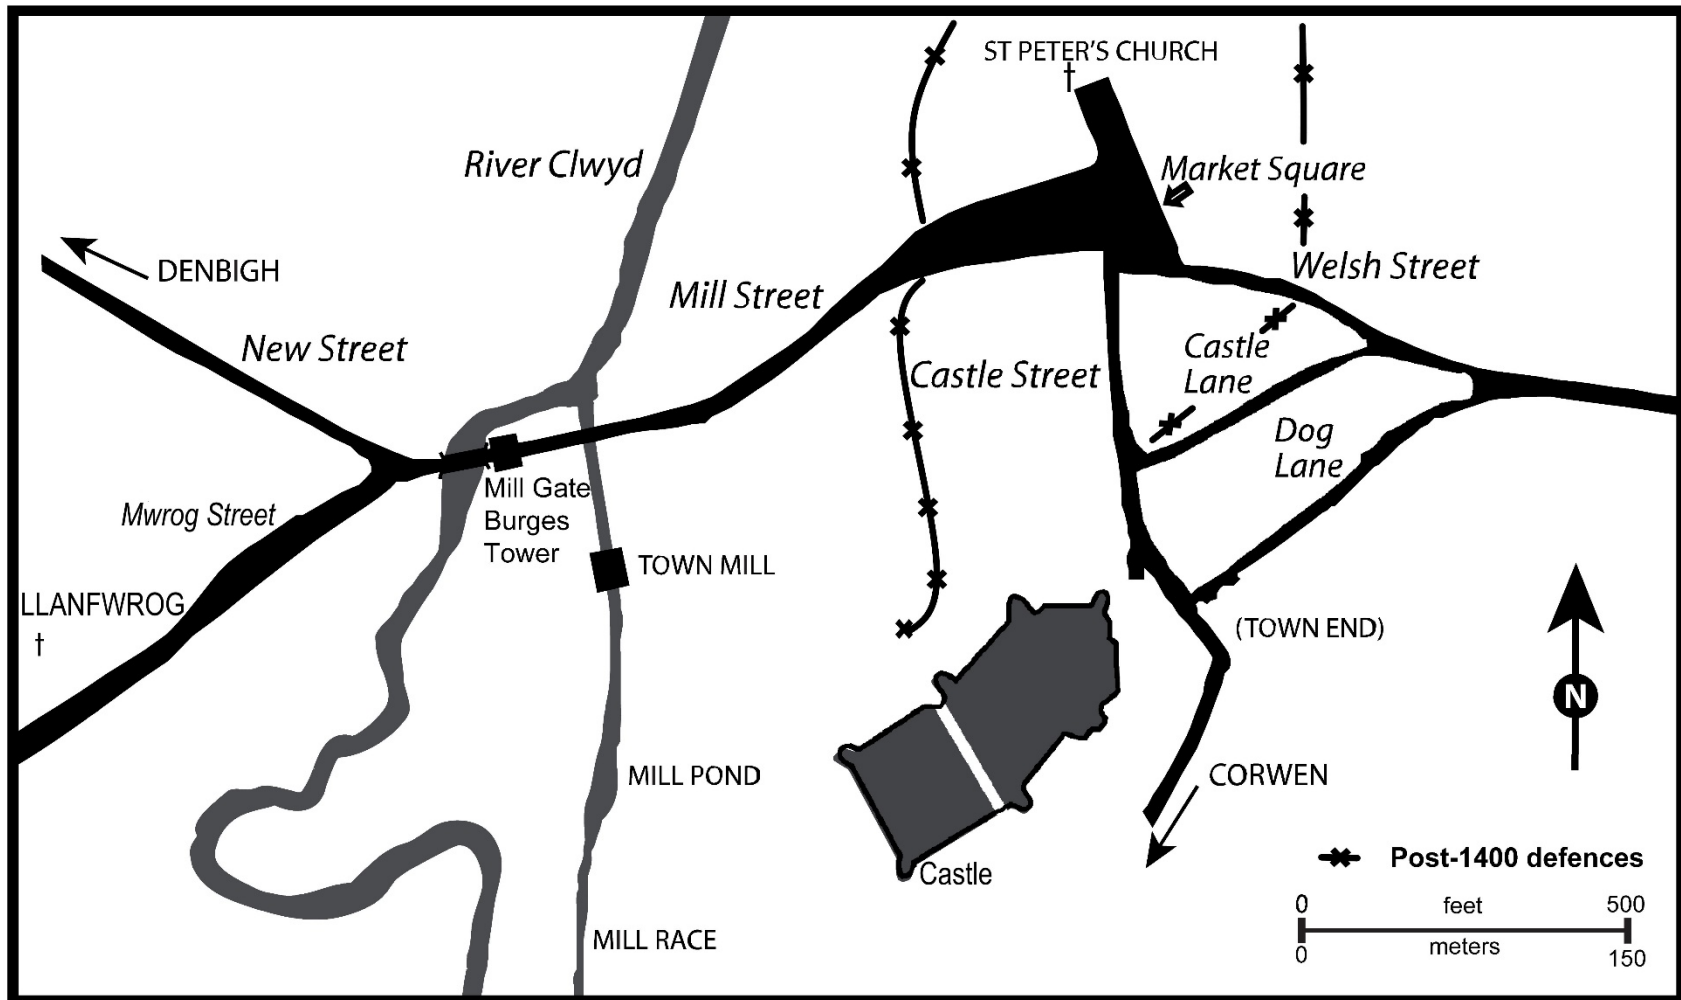 ST PETER'S CHURCH
River Clwyd
Market Square
DENBIGH
Welsh Street
Mill Street
New Street
Castle
Lane
Castle Street
Dog
Lane
Mill Gate
Burges
Tower
Mwrog Street
TOWN MILL
LLANFWROG
(TOWN END)
N
MILL POND
CORWEN
Castle
Post-1400 defences
0 feet 500
meters
0 150
MILL RACE